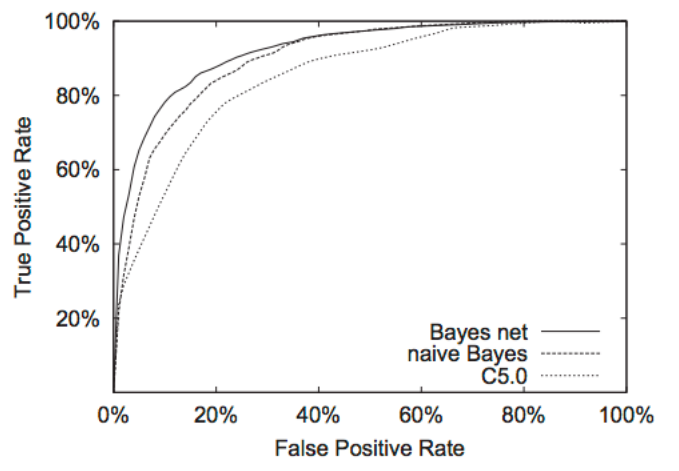 100%
80%
60%
40%
20%
True Positive Rate
Bayes net
naive Bayes
C5.0
0% 20% 40% 60% 80% 100%
False Positive Rate